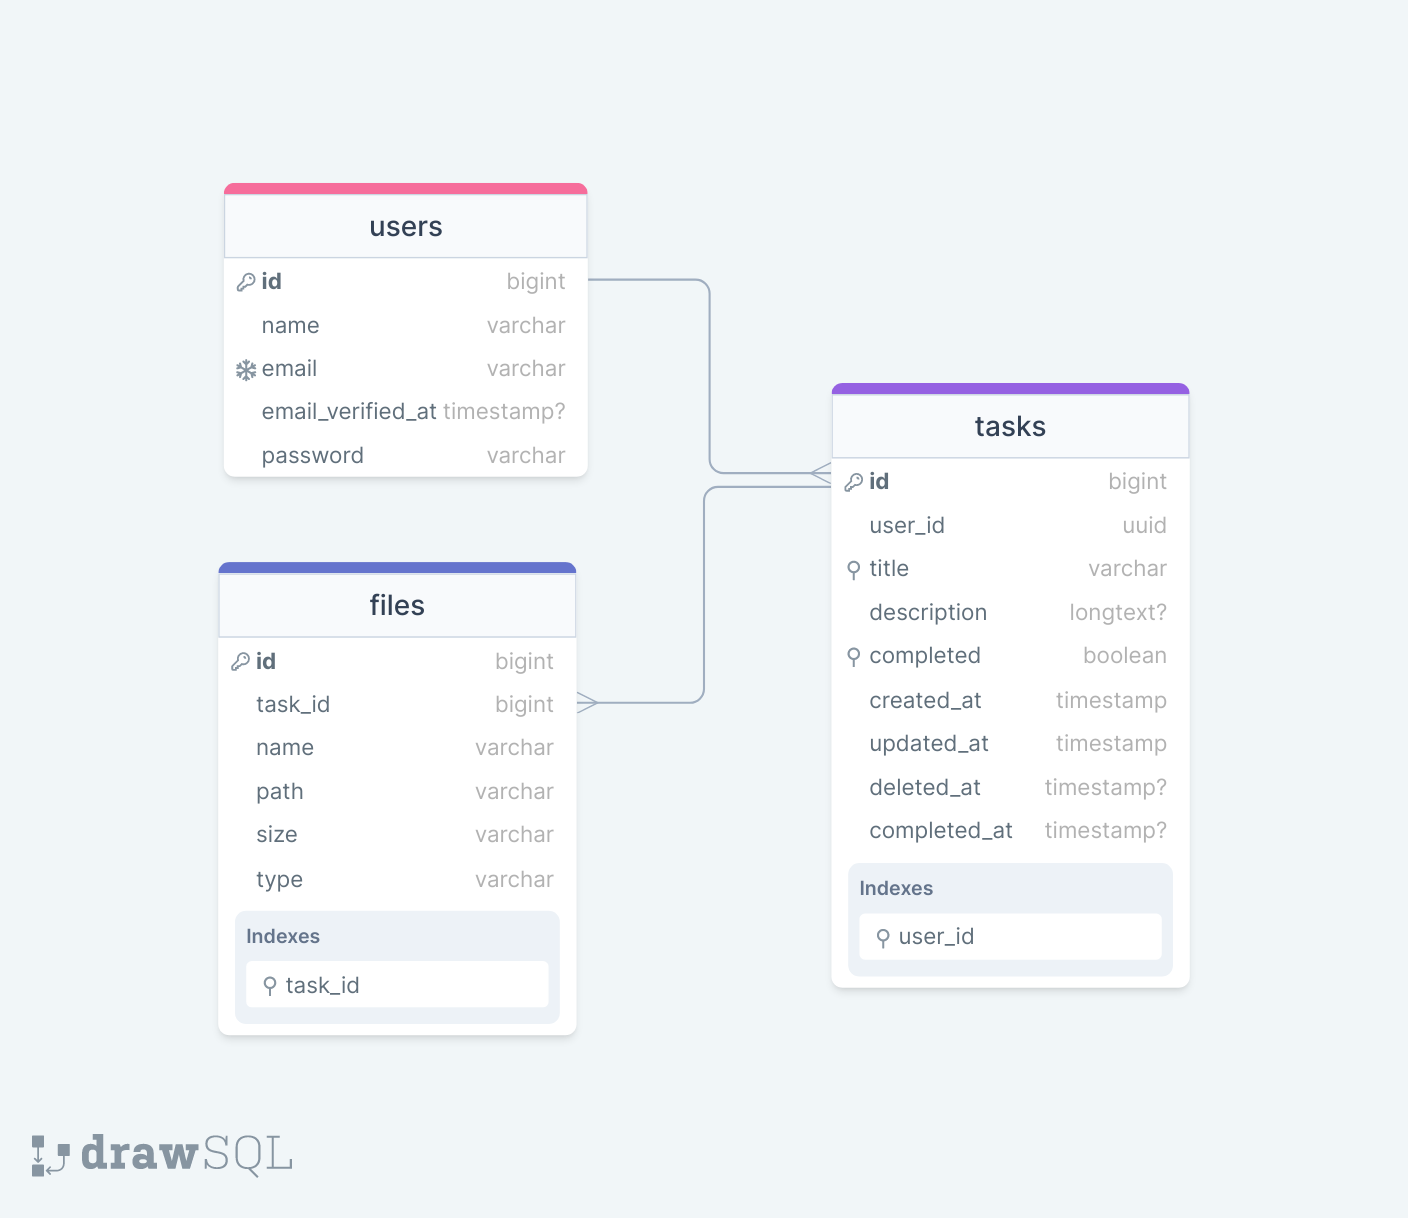 users
id bigint
name varchar
email varchar
email_verified_at timestamp?
password varchar
tasks
id bigint
user_id uuid
title varchar
description longtext?
completed boolean
created_at timestamp
updated_at timestamp
deleted_at timestamp?
completed_at timestamp?
Indexes
user_id
files
id bigint
task_id bigint
name varchar
path varchar
size varchar
type varchar
Indexes
task_id
drawSQL